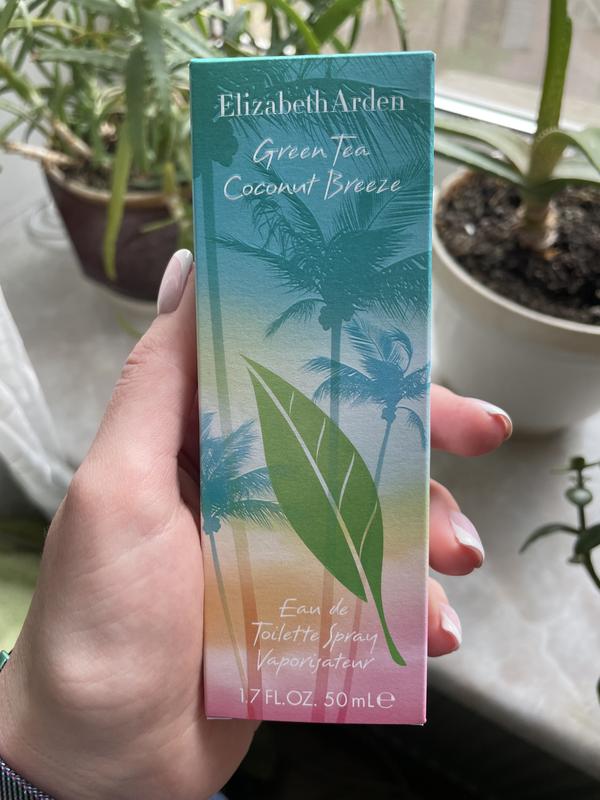 ElizabethArden
Green Tea
Coconut Breeze
Eau de
Toilette Spray
Vaporisateur
1.7 FL.OZ. 50 mL℮